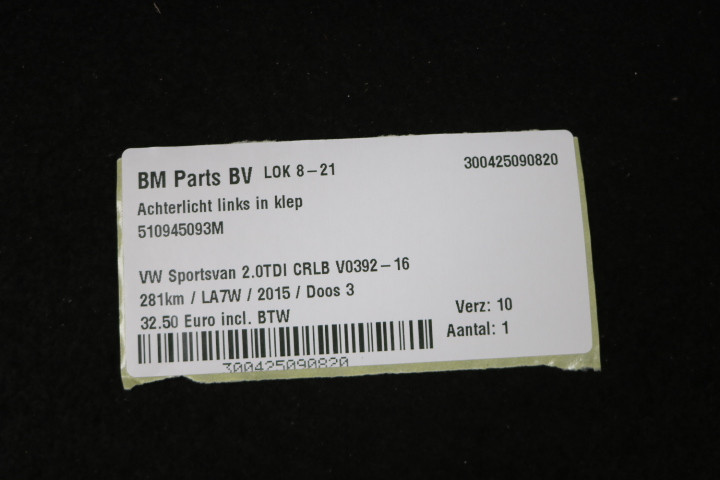 BM Parts BV LOK 8-21 300425090820
Achterlicht links in klep
510945093M
VW Sportsvan 2.0TDI CRLB V0392-16
281km / LA7W / 2015 / Doos 3
32.50 Euro incl. BTW
Verz: 10
Aantal: 1
300425090820